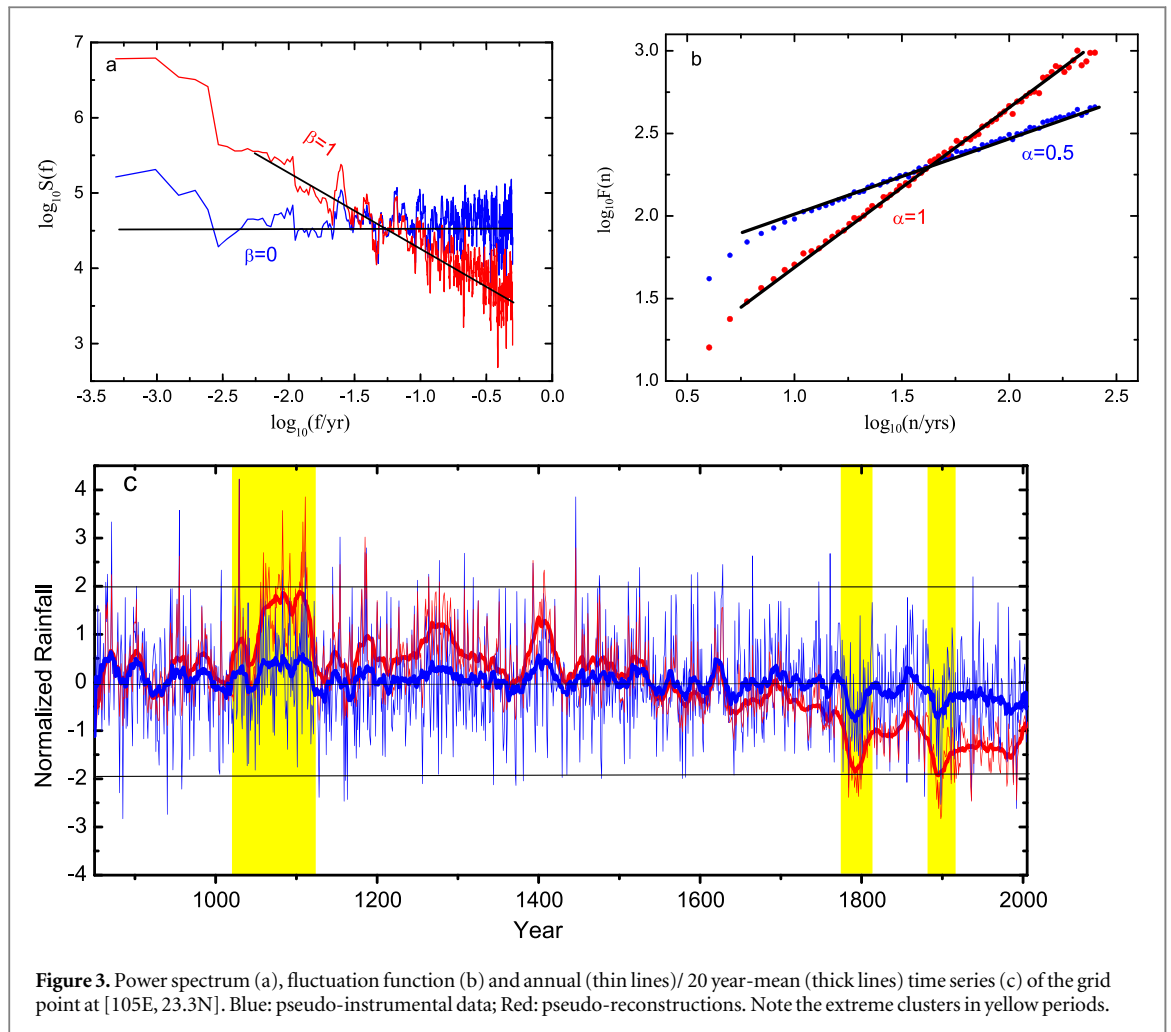 a
7
6
5
4
3
log₁₀S(f)
β=1
β=0
-3.5 -3.0 -2.5 -2.0 -1.5 -1.0 -0.5 0.0
log₁₀(f/yr)
b
3.0
2.5
2.0
1.5
1.0
log₁₀F(n)
α=0.5
α=1
0.5 1.0 1.5 2.0 2.5
log₁₀(n/yrs)
c
4
3
2
1
0
-1
-2
-3
-4
Normalized Rainfall
1000 1200 1400 1600 1800 2000
Year
Figure 3. Power spectrum (a), fluctuation function (b) and annual (thin lines)/ 20 year-mean (thick lines) time series (c) of the grid
point at [105E, 23.3N]. Blue: pseudo-instrumental data; Red: pseudo-reconstructions. Note the extreme clusters in yellow periods.